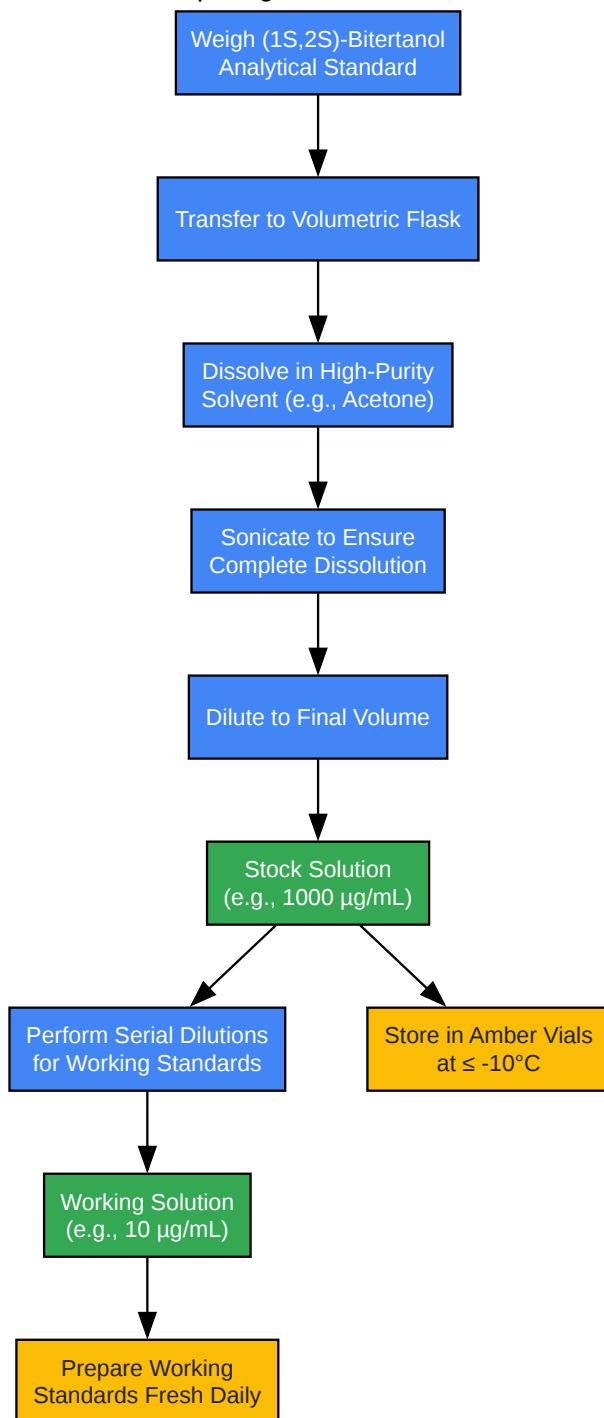 Weigh (1S,2S)-Bitertanol
Analytical Standard
Transfer to Volumetric Flask
Dissolve in High-Purity
Solvent (e.g., Acetone)
Sonicate to Ensure
Complete Dissolution
Dilute to Final Volume
Stock Solution
(e.g., 1000 µg/mL)
Perform Serial Dilutions
for Working Standards
Store in Amber Vials
at ≤ -10°C
Working Solution
(e.g., 10 µg/mL)
Prepare Working
Standards Fresh Daily